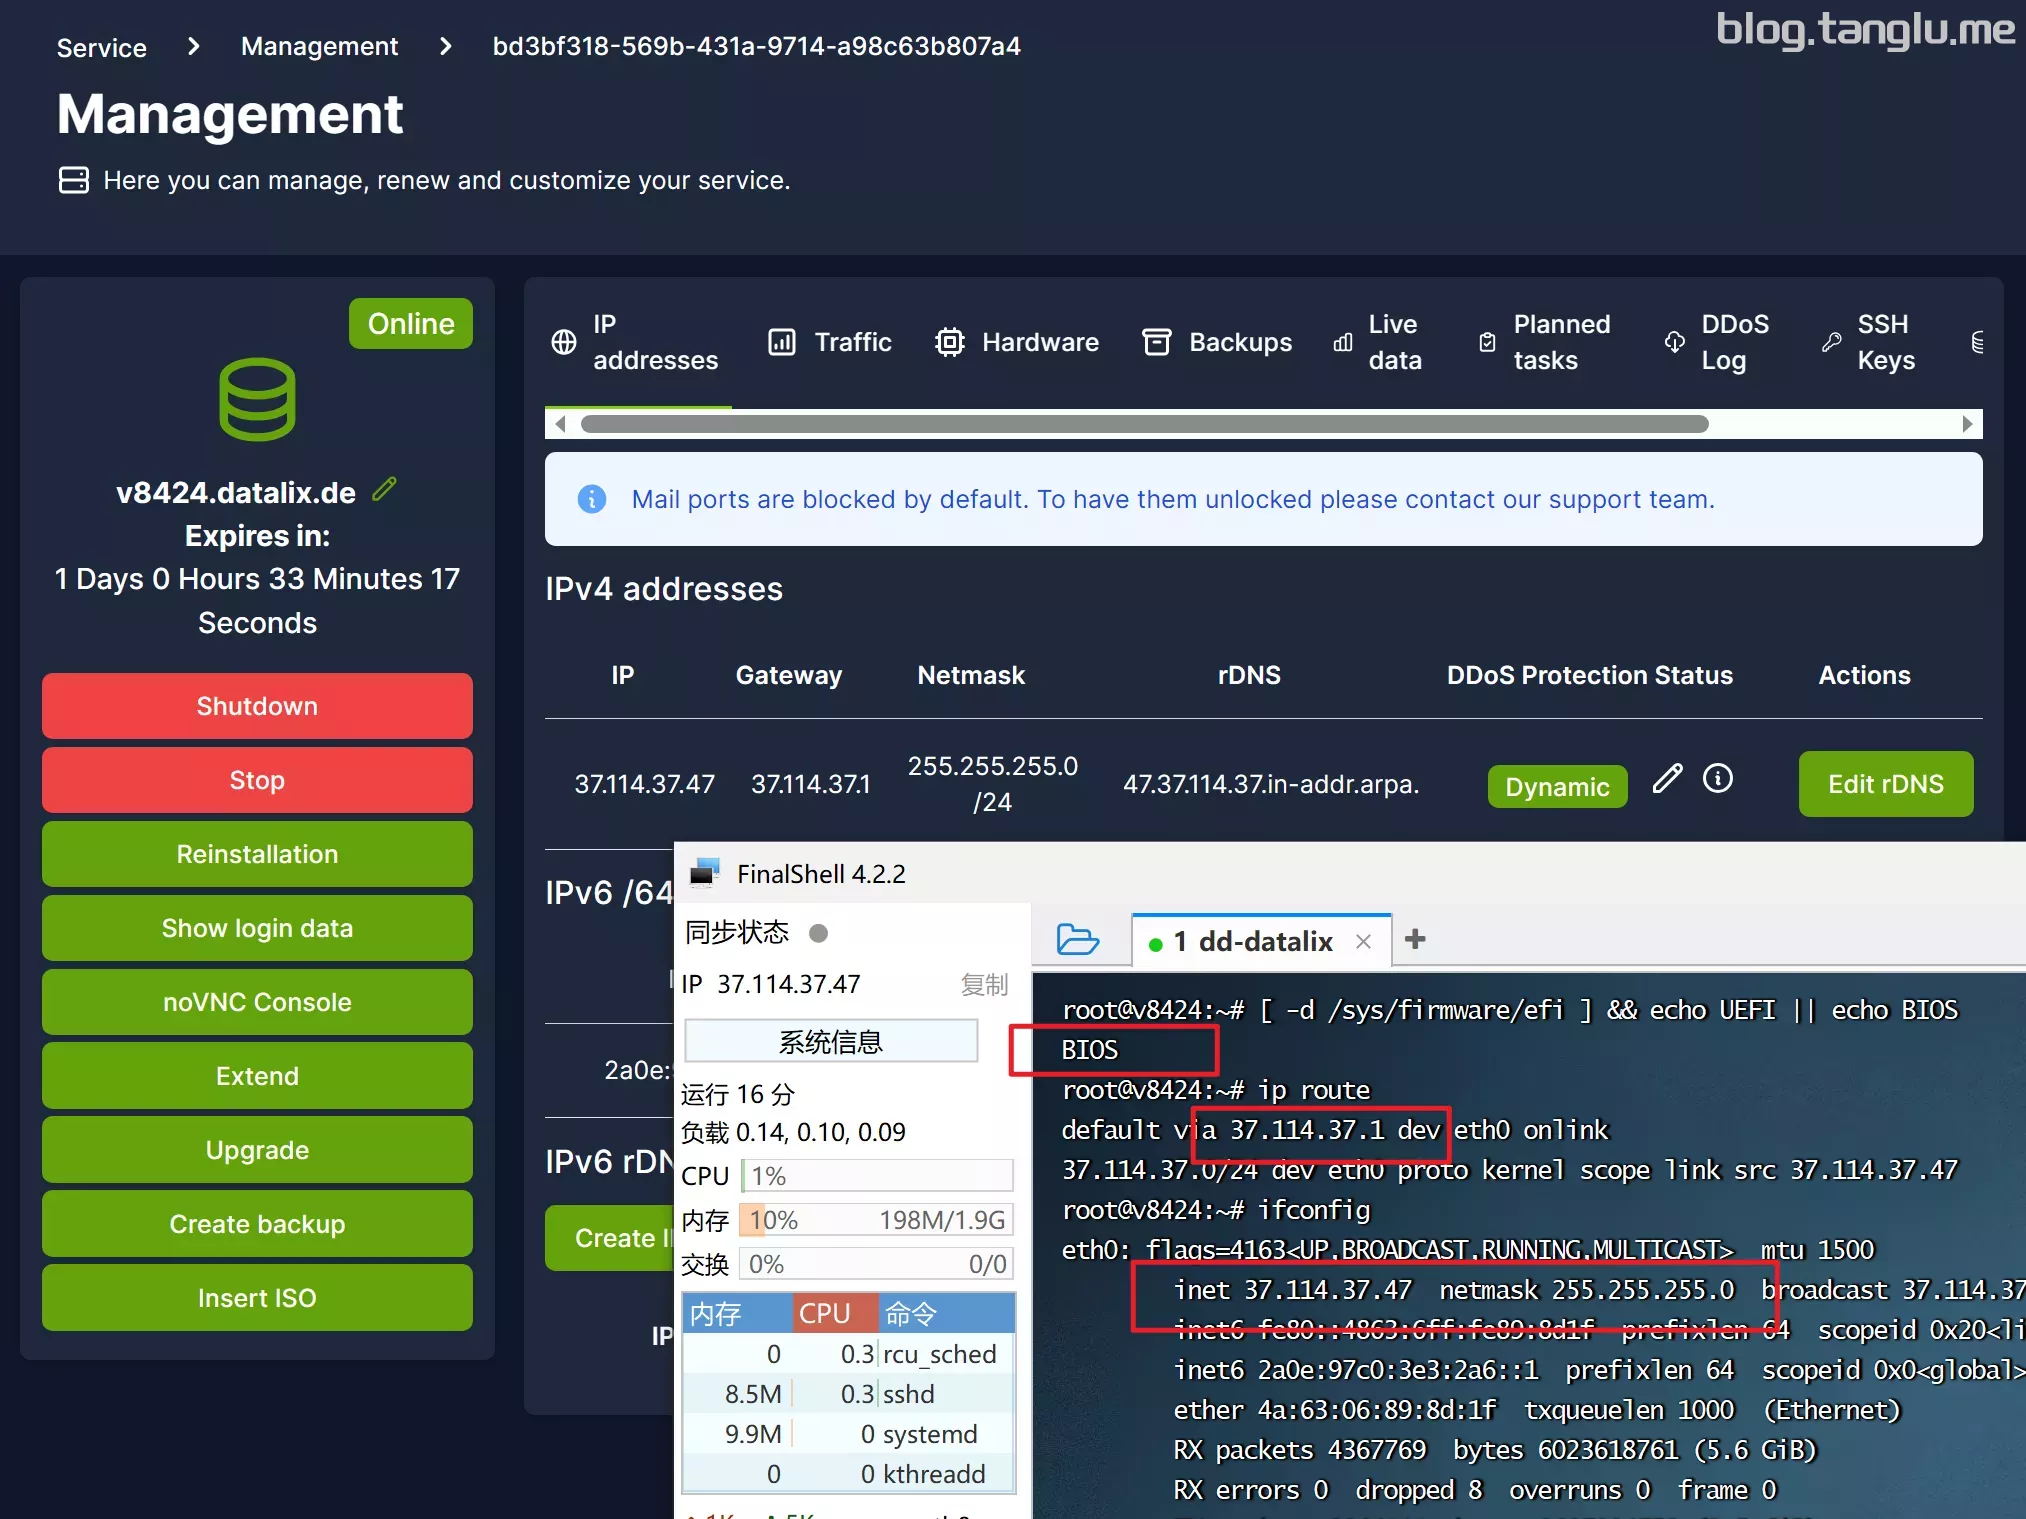 blog.tanglu.me
Service > Management > bd3bf318-569b-431a-9714-a98c63b807a4
Management
Here you can manage, renew and customize your service.
Online
v8424.datalix.de
Expires in:
1 Days 0 Hours 33 Minutes 17
Seconds
Shutdown
Stop
Reinstallation
Show login data
noVNC Console
Extend
Upgrade
Create backup
Insert ISO
IP addresses
Traffic
Hardware
Backups
Live data
Planned tasks
DDoS Log
SSH Keys
Mail ports are blocked by default. To have them unlocked please contact our support team.
IPv4 addresses
IP Gateway Netmask rDNS DDoS Protection Status Actions
37.114.37.47 37.114.37.1 255.255.255.0 /24 47.37.114.37.in-addr.arpa. Dynamic Edit rDNS
IPv6 /64
2a0e:
IPv6 rDN
Create
IP
FinalShell 4.2.2
同步状态
IP 37.114.37.47 复制
系统信息
运行 16 分
负载 0.14, 0.10, 0.09
CPU 1%
内存 10% 198M/1.9G
交换 0% 0/0
内存 CPU 命令
0 0.3 rcu_sched
8.5M 0.3 sshd
9.9M 0 systemd
0 0 kthreadd
1 dd-datalix × +
root@v8424:~# [ -d /sys/firmware/efi ] && echo UEFI || echo BIOS
BIOS
root@v8424:~# ip route
default via 37.114.37.1 dev eth0 onlink
37.114.37.0/24 dev eth0 proto kernel scope link src 37.114.37.47
root@v8424:~# ifconfig
eth0: flags=4163<UP,BROADCAST,RUNNING,MULTICAST> mtu 1500
inet 37.114.37.47 netmask 255.255.255.0 broadcast 37.114.37
inet6 fe80::4863:6ff:fe89:8d1f prefixlen 64 scopeid 0x20<li
inet6 2a0e:97c0:3e3:2a6::1 prefixlen 64 scopeid 0x0<global>
ether 4a:63:06:89:8d:1f txqueuelen 1000 (Ethernet)
RX packets 4367769 bytes 6023618761 (5.6 GiB)
RX errors 0 dropped 8 overruns 0 frame 0